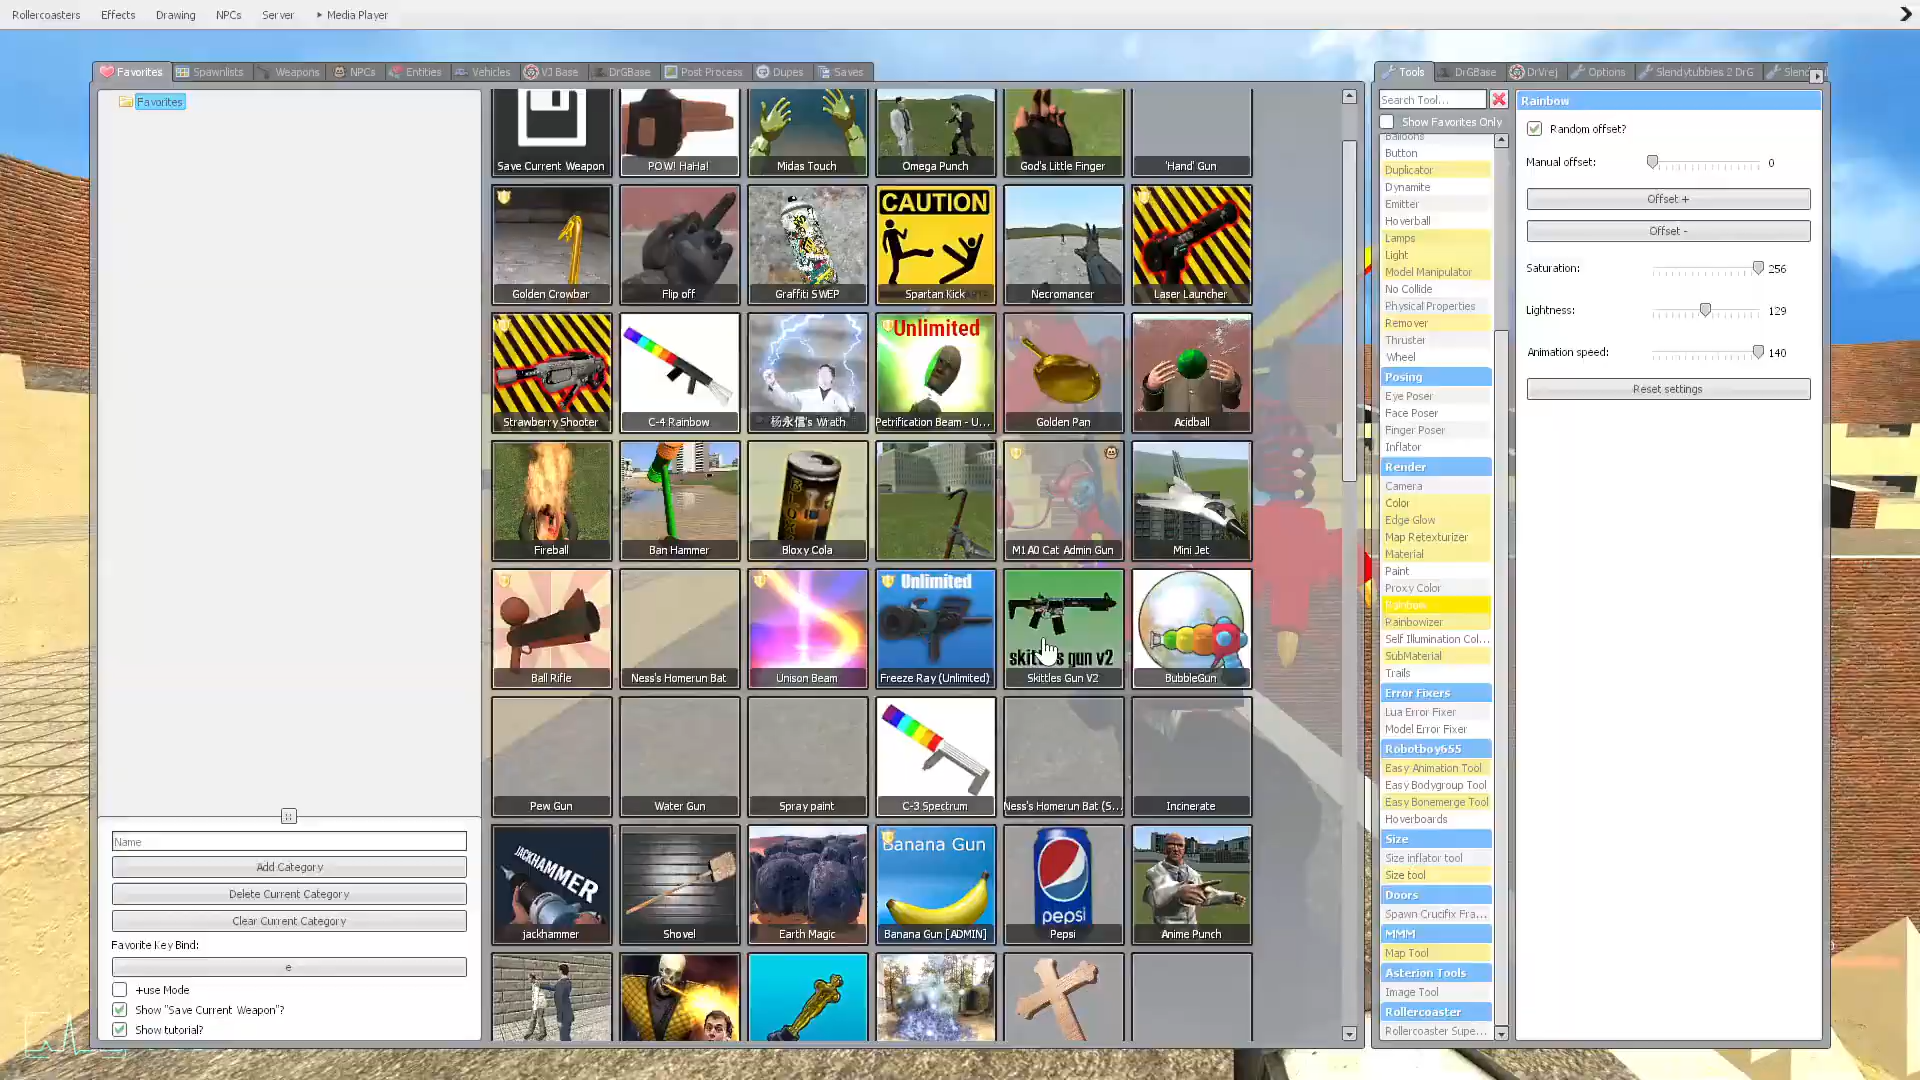 Rollercoasters Effects Drawing NPCs Server Media Player
Favorites Spawnlists Weapons NPCs Entities Vehicles VJ Base DrGBase Post Process Dupes Saves
Favorites
Save Current Weapon POW! HaHa! Midas Touch Omega Punch God's Little Finger 'Hand' Gun
CAUTION
Golden Crowbar Flip off Graffiti SWEP Spartan Kick Necromancer Laser Launcher
Unlimited
Strawberry Shooter C-4 Rainbow 杨永信's Wrath Petrification Beam - U... Golden Pan Acidball
Fireball Ban Hammer Bloxy Cola M1A0 Cat Admin Gun Mini Jet
Unlimited
skittles gun v2
Ball Rifle Ness's Homerun Bat Unison Beam Freeze Ray (Unlimited) Skittles Gun V2 BubbleGun
Pew Gun Water Gun Spray paint C-3 Spectrum Ness's Homerun Bat (S... Incinerate
JACKHAMMER Banana Gun
pepsi
jackhammer Shovel Earth Magic Banana Gun [ADMIN] Pepsi Anime Punch
Name
Add Category
Delete Current Category
Clear Current Category
Favorite Key Bind:
e
+use Mode
Show "Save Current Weapon"?
Show tutorial?
Tools DrGBase DrVrej Options Slendytubbies 2 DrG
Search Tool...
Show Favorites Only
Balloons
Button
Duplicator
Dynamite
Emitter
Hoverball
Lamps
Light
Model Manipulator
No Collide
Physical Properties
Remover
Thruster
Wheel
Posing
Eye Poser
Face Poser
Finger Poser
Inflator
Render
Camera
Color
Edge Glow
Map Retexturizer
Material
Paint
Proxy Color
Rainbow
Rainbowizer
Self Illumination Col...
SubMaterial
Trails
Error Fixers
Lua Error Fixer
Model Error Fixer
Robotboy655
Easy Animation Tool
Easy Bodygroup Tool
Easy Bonemerge Tool
Hoverboards
Size
Size inflator tool
Size tool
Doors
Spawn Crucifix Fra...
MMM
Map Tool
Asterion Tools
Image Tool
Rollercoaster
Rollercoaster Supe...
Rainbow
Random offset?
Manual offset: 0
Offset +
Offset -
Saturation: 256
Lightness: 129
Animation speed: 140
Reset settings